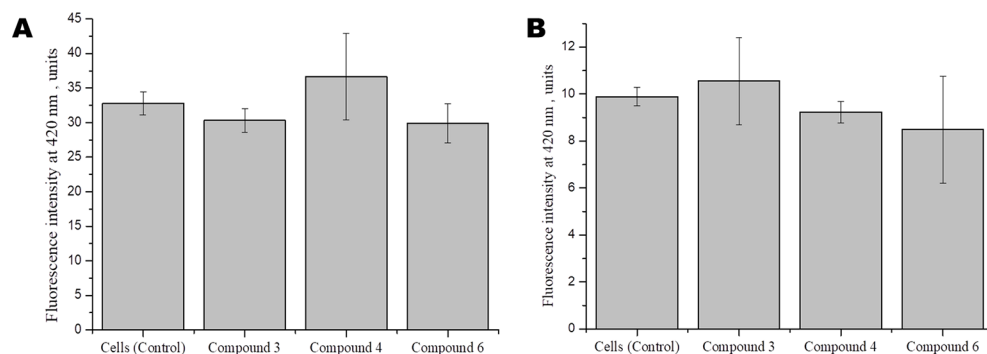 A
Fluorescence intensity at 420 nm , units
45
40
35
30
25
20
15
10
5
0
Cells (Control) Compound 3 Compound 4 Compound 6
B
Fluorescence intensity at 420 nm , units
12
10
8
6
4
2
0
Cells (Control) Compound 3 Compound 4 Compound 6